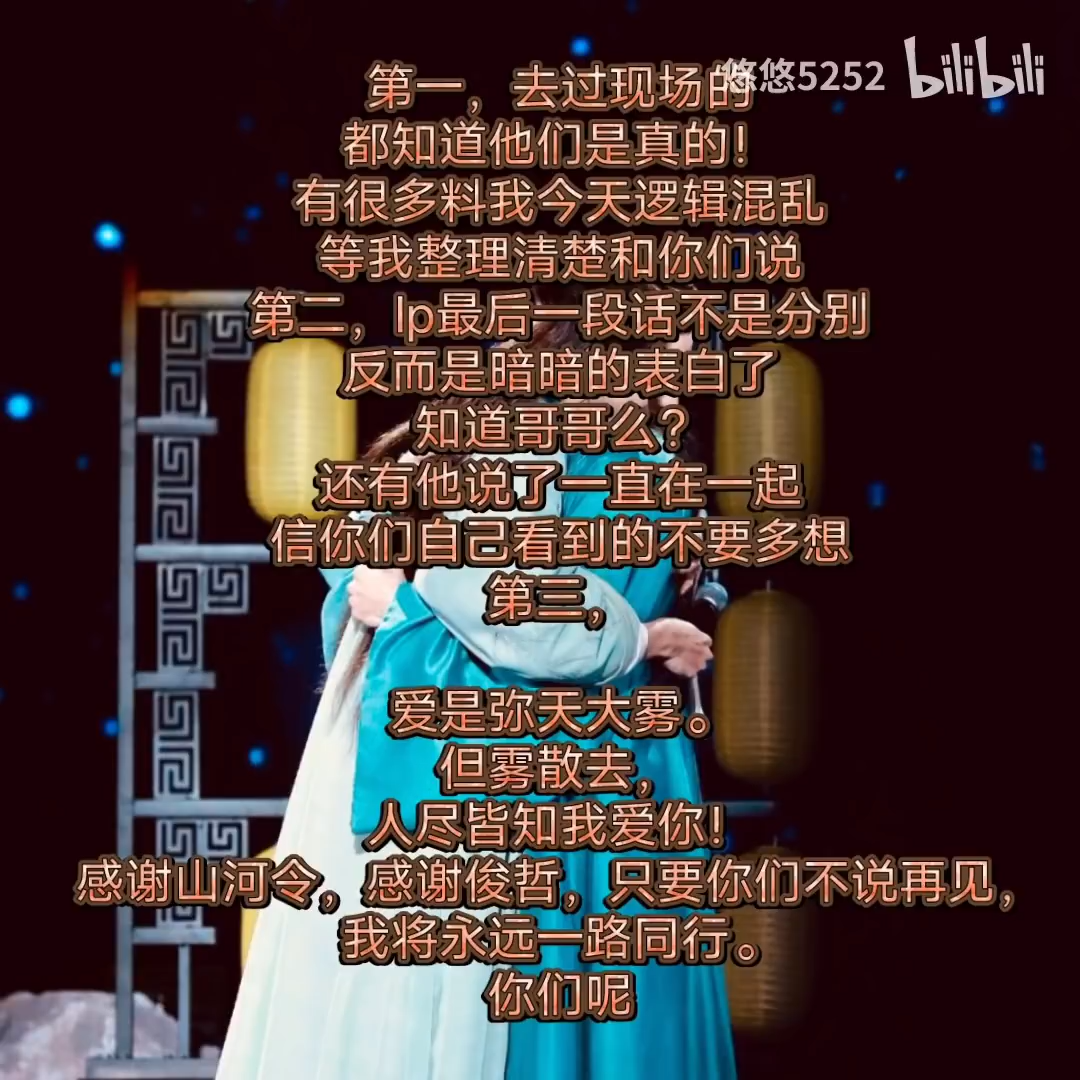 悠悠5252 bilibili
第一，去过现场的
都知道他们是真的！
有很多料我今天逻辑混乱
等我整理清楚和你们说
第二，lp最后一段话不是分别
反而是暗暗的表白了
知道哥哥么？
还有他说了一直在一起
信你们自己看到的不要多想
第三，
爱是弥天大雾。
但雾散去，
人尽皆知我爱你！
感谢山河令，感谢俊哲，只要你们不说再见，
我将永远一路同行。
你们呢